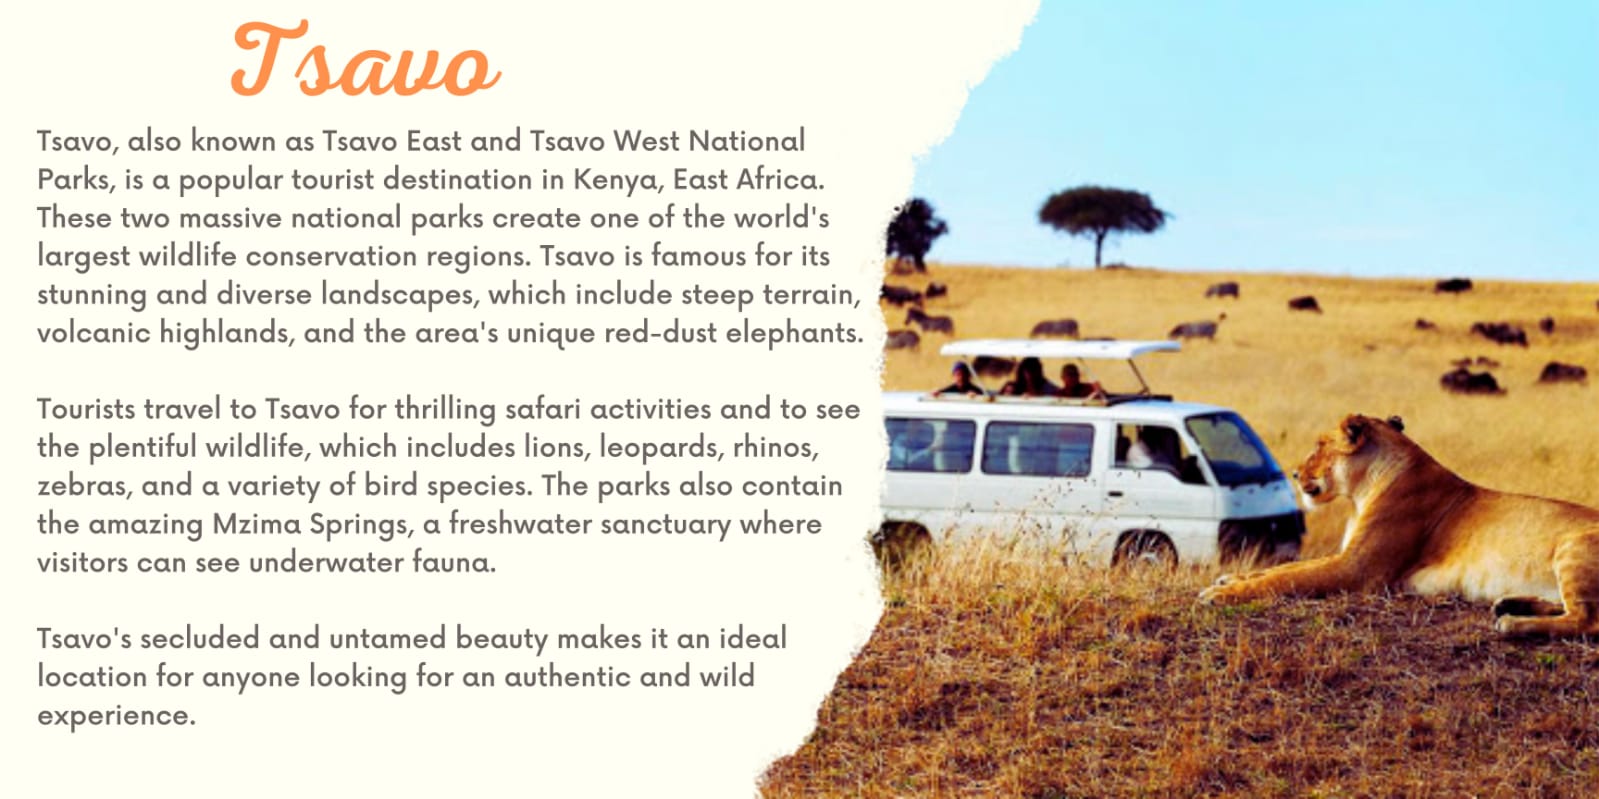 Tsavo
Tsavo, also known as Tsavo East and Tsavo West National
Parks, is a popular tourist destination in Kenya, East Africa.
These two massive national parks create one of the world's
largest wildlife conservation regions. Tsavo is famous for its
stunning and diverse landscapes, which include steep terrain,
volcanic highlands, and the area's unique red-dust elephants.
Tourists travel to Tsavo for thrilling safari activities and to see
the plentiful wildlife, which includes lions, leopards, rhinos,
zebras, and a variety of bird species. The parks also contain
the amazing Mzima Springs, a freshwater sanctuary where
visitors can see underwater fauna.
Tsavo's secluded and untamed beauty makes it an ideal
location for anyone looking for an authentic and wild
experience.